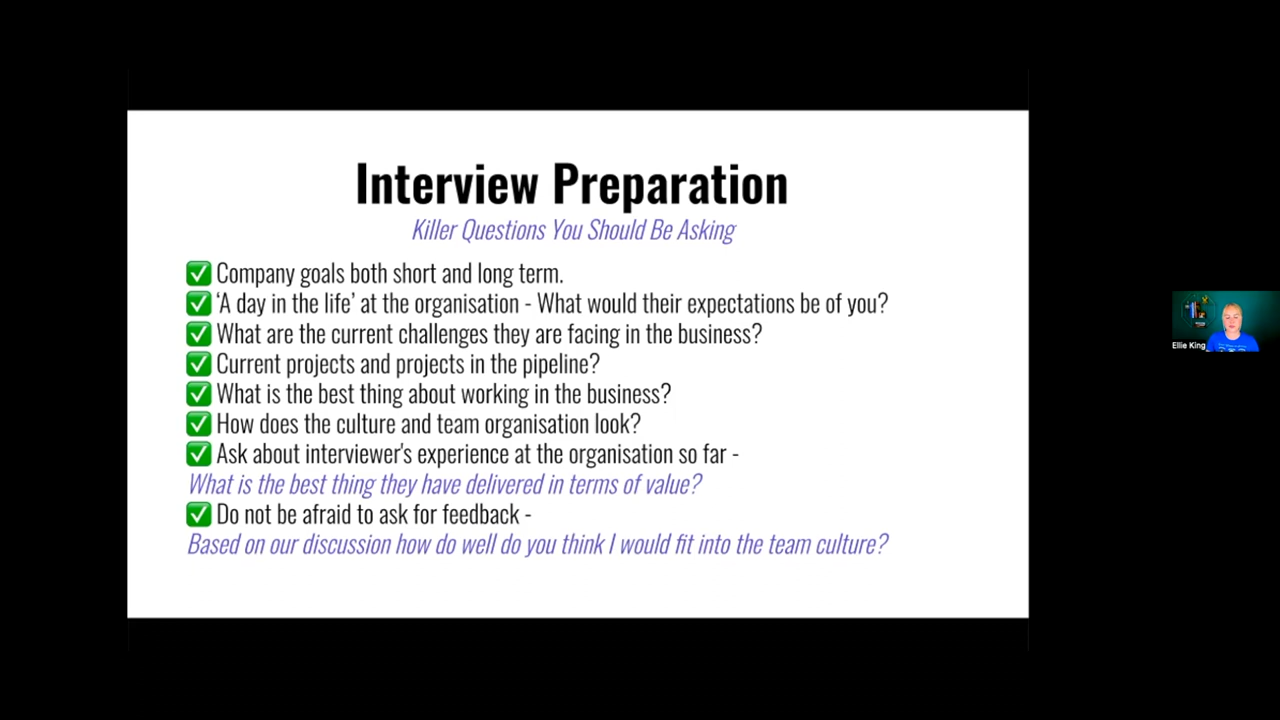 Interview Preparation
Killer Questions You Should Be Asking
✅ Company goals both short and long term.
✅ ‘A day in the life’ at the organisation - What would their expectations be of you?
✅ What are the current challenges they are facing in the business?
✅ Current projects and projects in the pipeline?
✅ What is the best thing about working in the business?
✅ How does the culture and team organisation look?
✅ Ask about interviewer's experience at the organisation so far -
What is the best thing they have delivered in terms of value?
✅ Do not be afraid to ask for feedback -
Based on our discussion how do well do you think I would fit into the team culture?
Ellie King